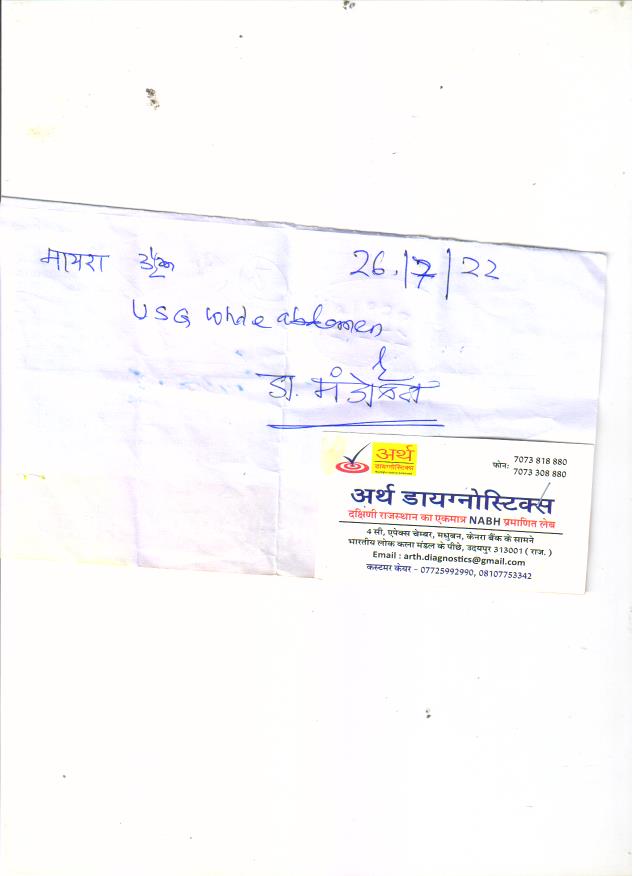 मायरा
26/7/22
USG whole abdomen
डा.
अर्थ
डायग्नोस्टिक्स
फोन: 7073 818 880
7073 308 880
अर्थ डायग्नोस्टिक्स
दक्षिणी राजस्थान का एकमात्र NABH प्रमाणित लेब
4 सी, एपेक्स चेम्बर, मधुबन, केनरा बैंक के सामने
भारतीय लोक कला मंडल के पीछे, उदयपुर 313001 ( राज. )
Email : arth.diagnostics@gmail.com
कस्टमर केयर - 07725992990, 08107753342